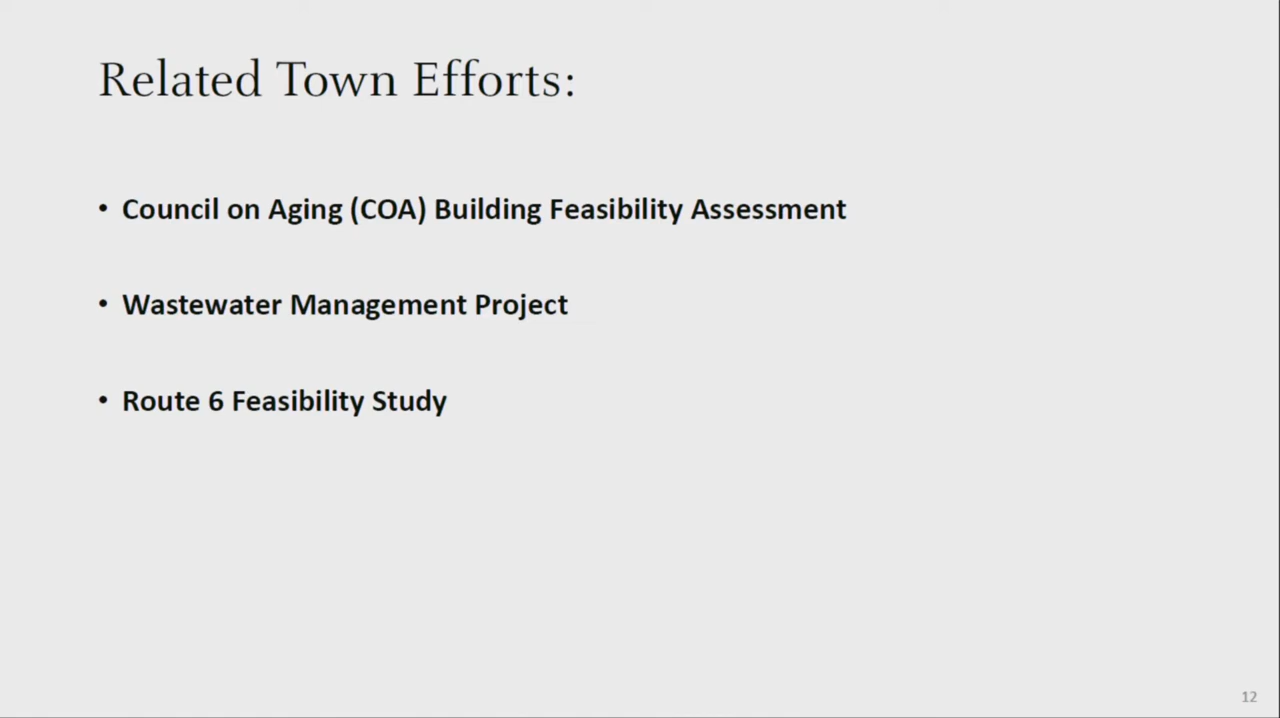 Related Town Efforts:
• Council on Aging (COA) Building Feasibility Assessment
• Wastewater Management Project
• Route 6 Feasibility Study
12